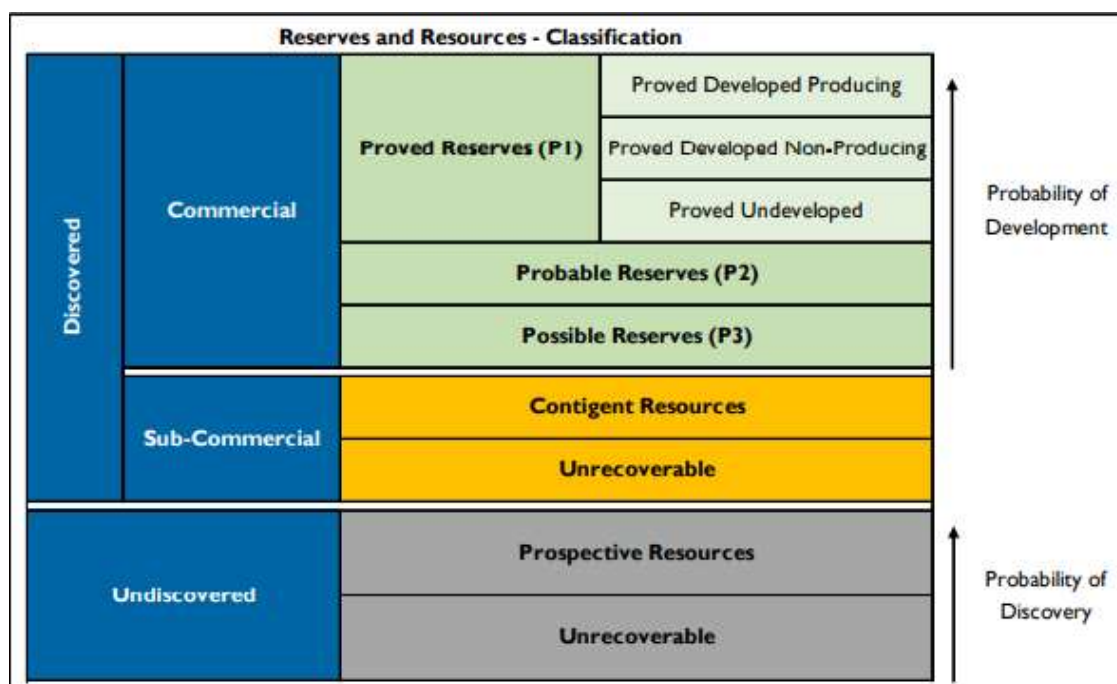 Reserves and Resources - Classification
Discovered
Commercial
Proved Reserves (P1)
Proved Developed Producing
Proved Developed Non-Producing
Proved Undeveloped
Probable Reserves (P2)
Possible Reserves (P3)
Probability of
Development
Sub-Commercial
Contigent Resources
Unrecoverable
Undiscovered
Prospective Resources
Unrecoverable
Probability of
Discovery